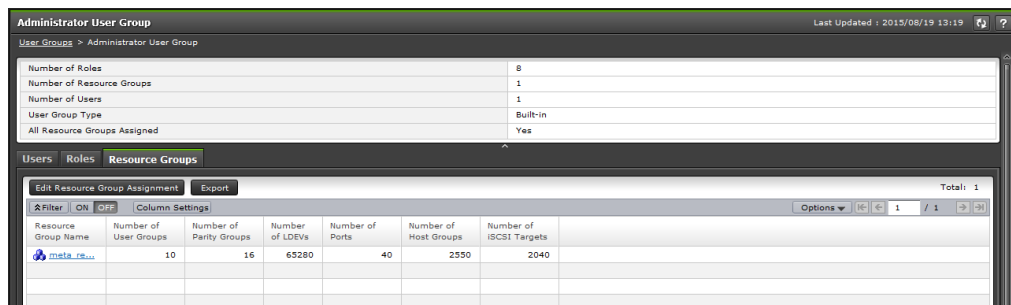 Administrator User Group
Last Updated : 2015/08/19 13:19
?
User Groups > Administrator User Group
Number of Roles 8
Number of Resource Groups 1
Number of Users 1
User Group Type Built-in
All Resource Groups Assigned Yes
Users Roles Resource Groups
Edit Resource Group Assignment Export Total: 1
Filter ON OFF Column Settings Options 1 / 1
Resource Group Name Number of User Groups Number of Parity Groups Number of LDEVs Number of Ports Number of Host Groups Number of iSCSI Targets
meta_re... 10 16 65280 40 2550 2040